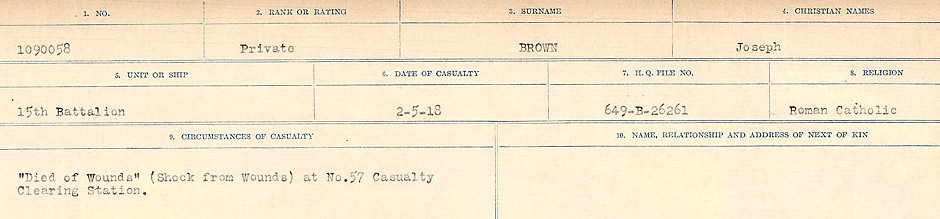 1. NO. 2. RANK OR RATING 3. SURNAME 4. CHRISTIAN NAMES
1090058 Private BROWN Joseph
5. UNIT OR SHIP 6. DATE OF CASUALTY 7. H. Q. FILE NO. 8. RELIGION
15th Battalion 2-5-18 649-B-26261 Roman Catholic
9. CIRCUMSTANCES OF CASUALTY 10. NAME, RELATIONSHIP AND ADDRESS OF NEXT OF KIN
"Died of Wounds" (Shock from Wounds) at No.57 Casualty
Clearing Station.